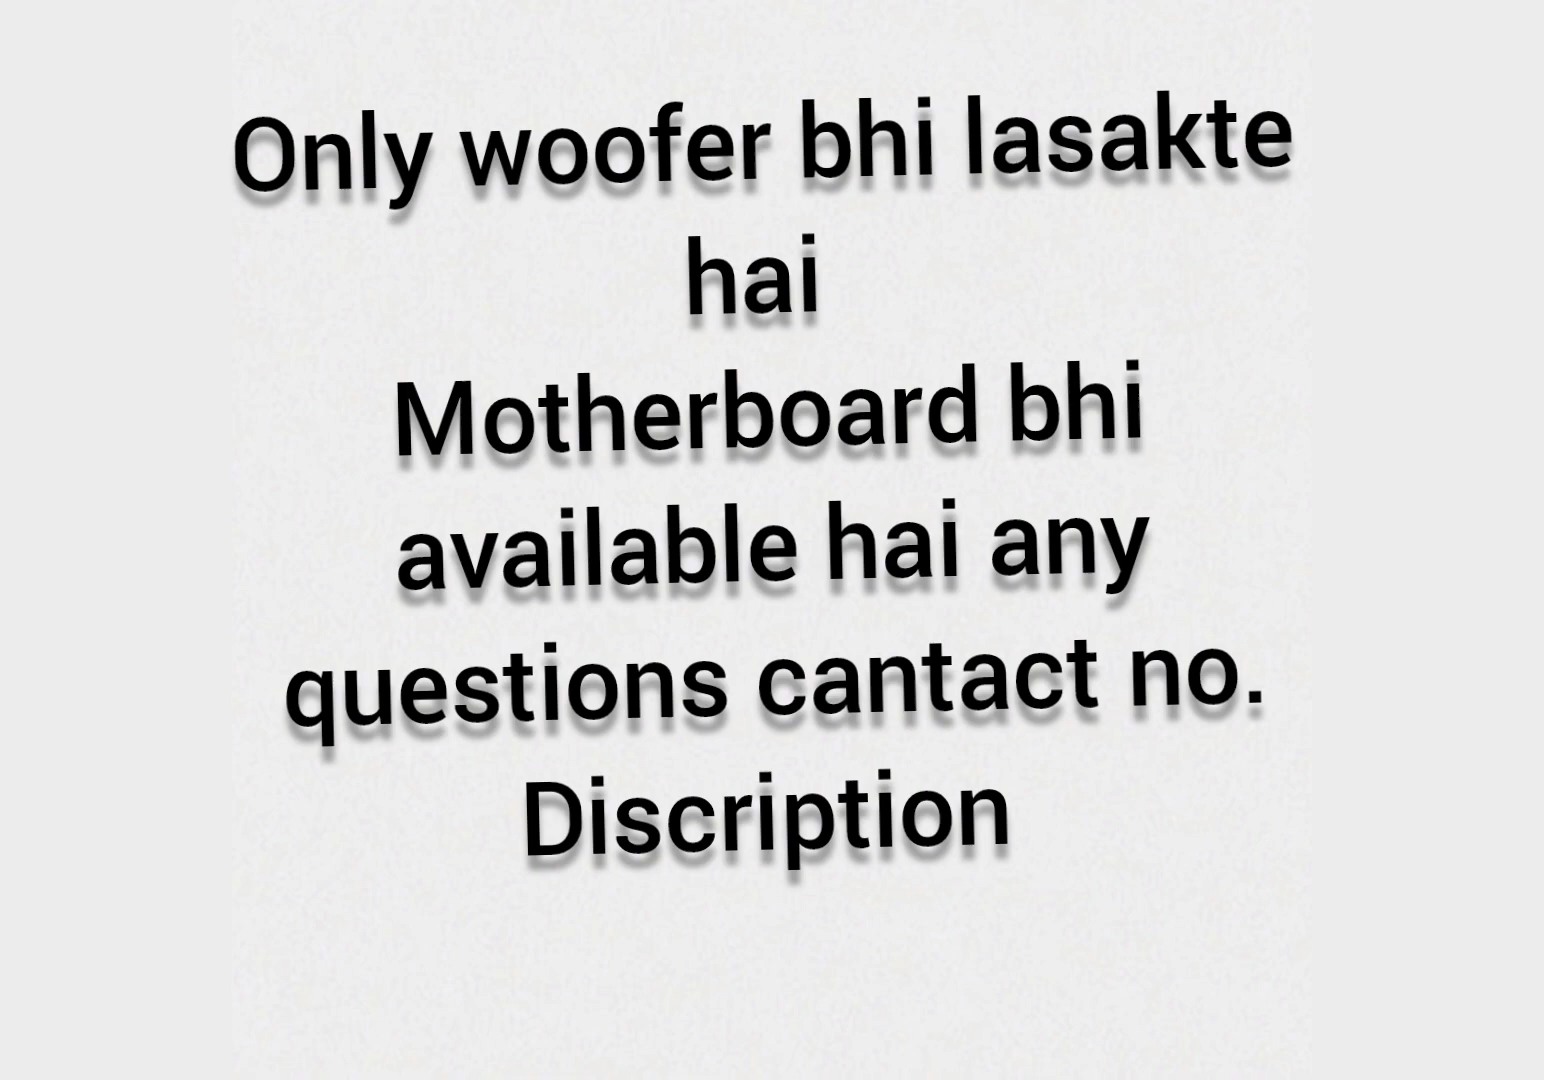 Only woofer bhi lasakte
hai
Motherboard bhi
available hai any
questions cantact no.
Discription